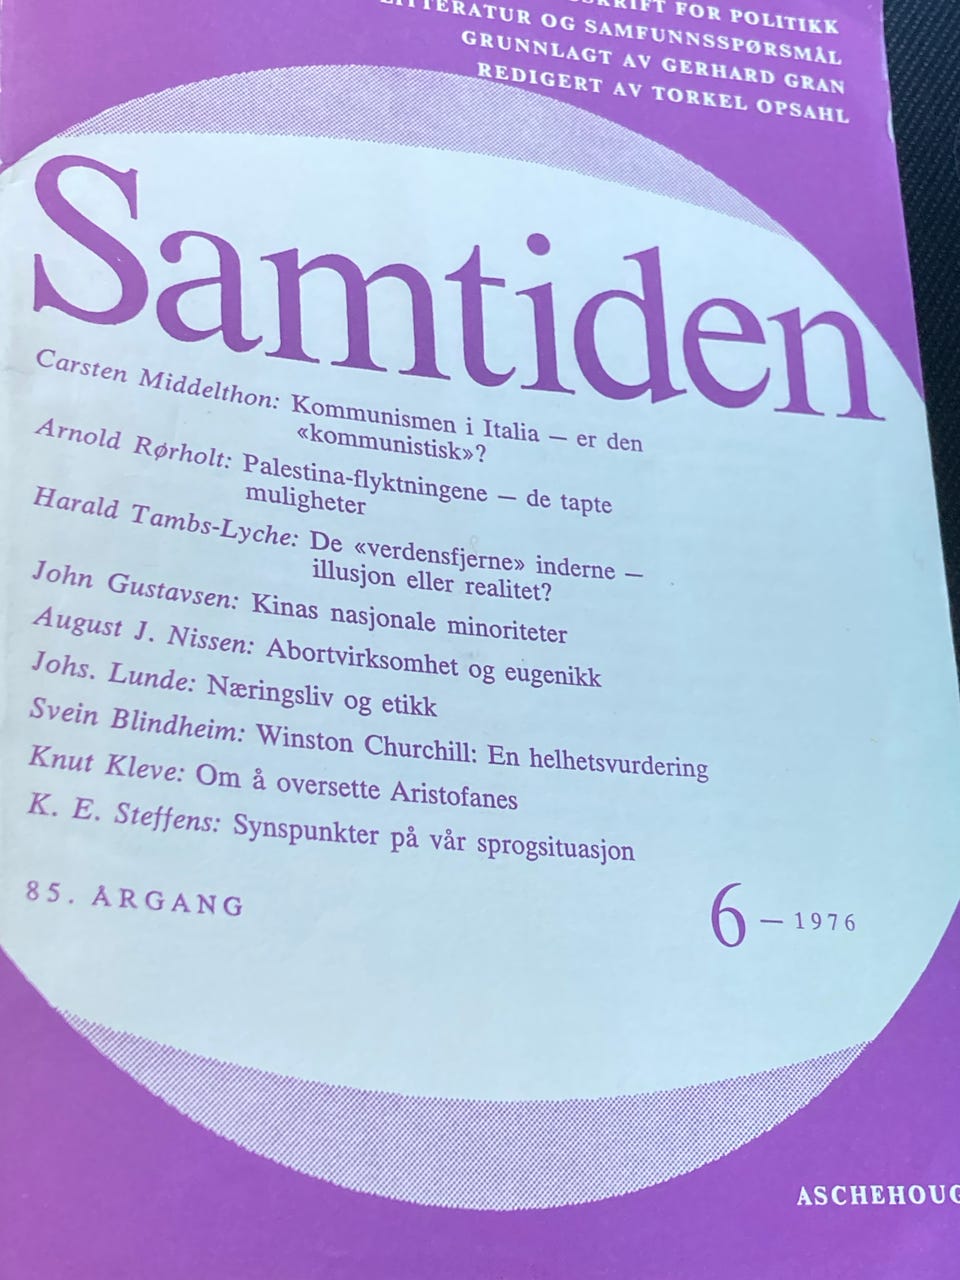 FOR POLITIKK
LITTERATUR OG SAMFUNNSSPØRSMÅL
GRUNNLAGT AV GERHARD GRAN
REDIGERT AV TORKEL OPSAHL
Samtiden
Carsten Middelthon: Kommunismen i Italia — er den
«kommunistisk»?
Arnold Rørholt: Palestina-flyktningene — de tapte
muligheter
Harald Tambs-Lyche: De «verdensfjerne» inderne —
illusjon eller realitet?
John Gustavsen: Kinas nasjonale minoriteter
August J. Nissen: Abortvirksomhet og eugenikk
Johs. Lunde: Næringsliv og etikk
Svein Blindheim: Winston Churchill: En helhetsvurdering
Knut Kleve: Om å oversette Aristofanes
K. E. Steffens: Synspunkter på vår sprogsituasjon
85. ÅRGANG
6 — 1976
ASCHEHOUG